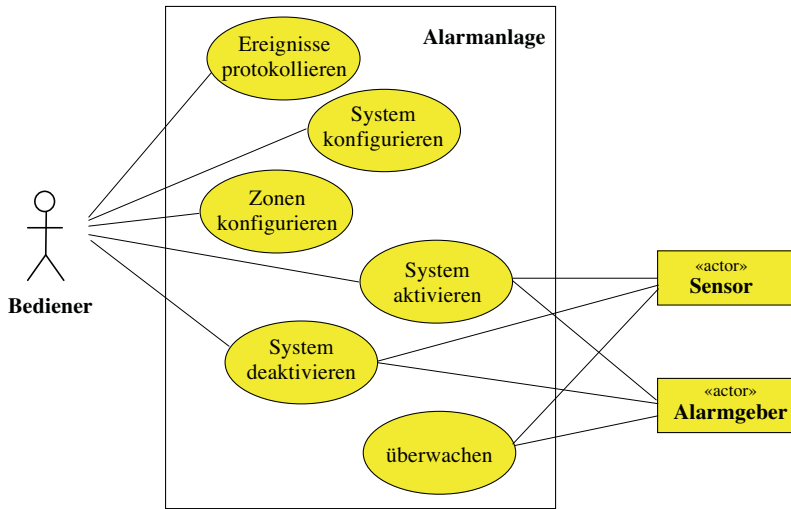 Alarmanlage
Ereignisse
protokollieren
System
konfigurieren
Zonen
konfigurieren
System
aktivieren
System
deaktivieren
überwachen
Bediener
«actor»
Sensor
«actor»
Alarmgeber